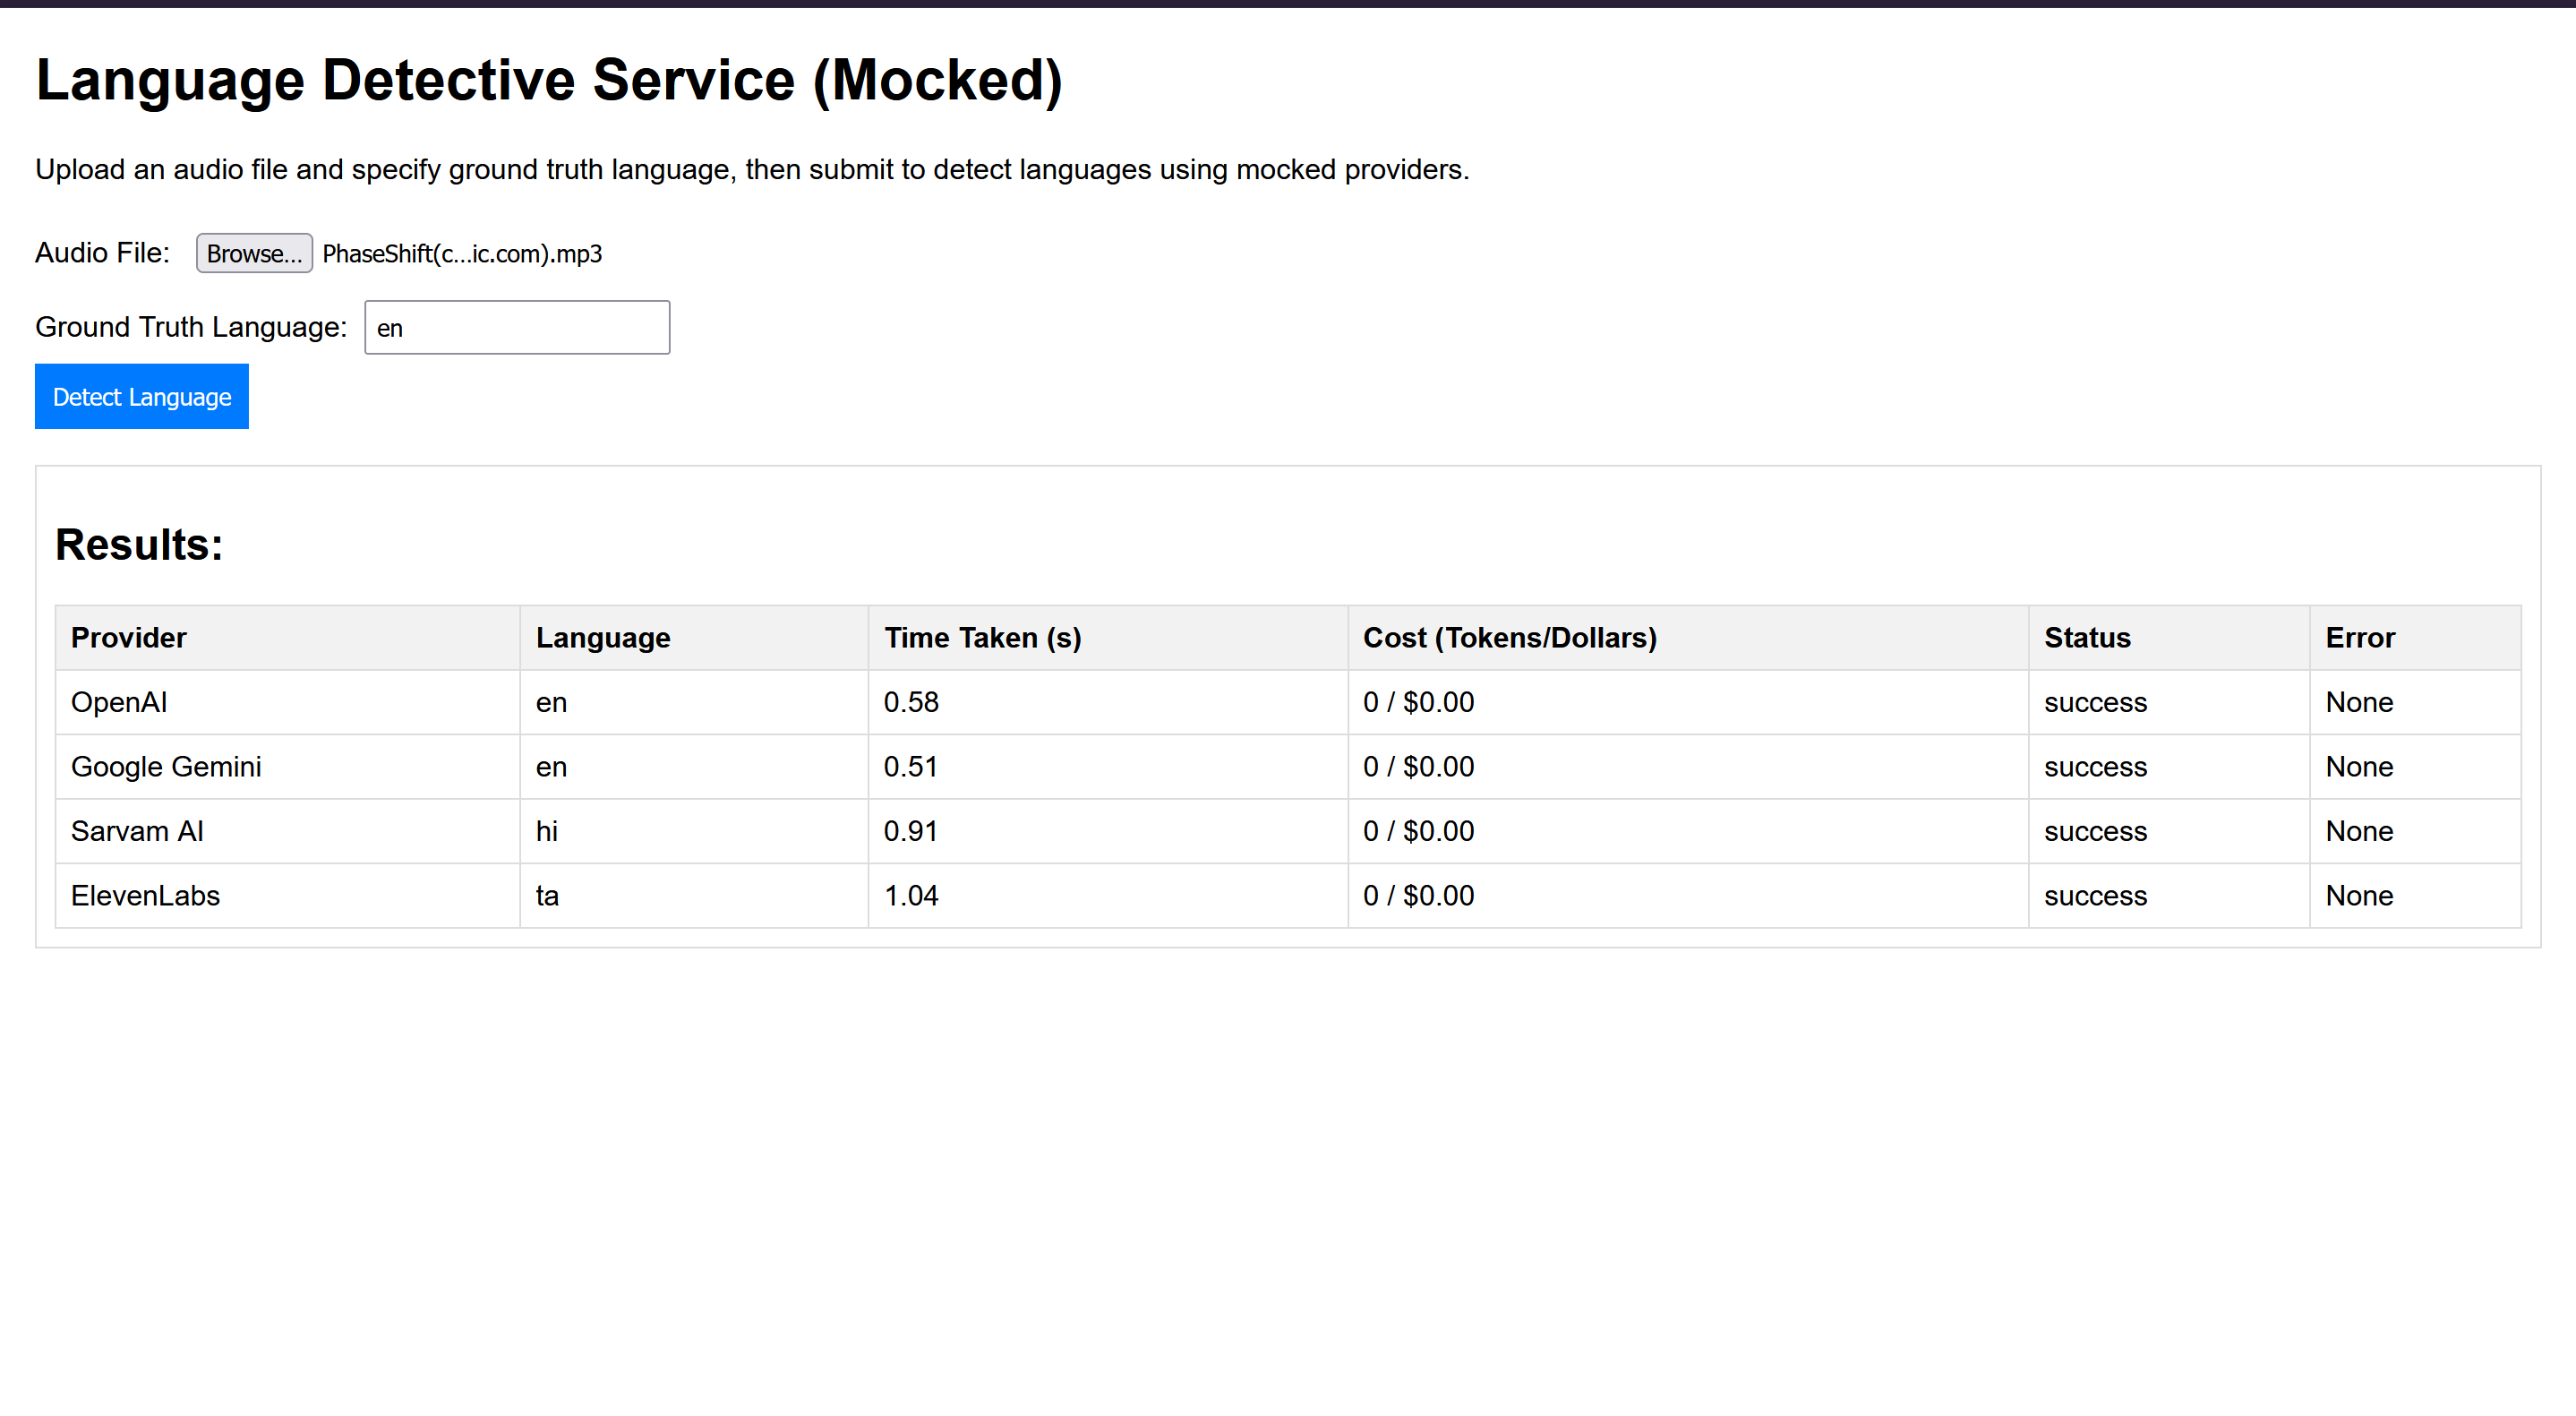 Language Detective Service (Mocked)
Upload an audio file and specify ground truth language, then submit to detect languages using mocked providers.
Audio File: Browse... PhaseShift(c...ic.com).mp3
Ground Truth Language: en
Detect Language
Results:
Provider Language Time Taken (s) Cost (Tokens/Dollars) Status Error
OpenAI en 0.58 0 / $0.00 success None
Google Gemini en 0.51 0 / $0.00 success None
Sarvam AI hi 0.91 0 / $0.00 success None
ElevenLabs ta 1.04 0 / $0.00 success None